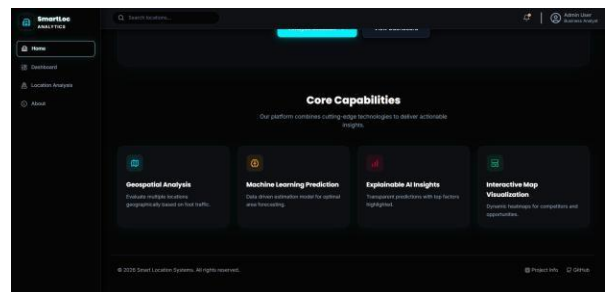 SmartLoc
ANALYTICS
Search locations...
Admin User
Business Analyst
Home
Dashboard
Location Analysis
About
View Dashboard
Core Capabilities
Our platform combines cutting-edge technologies to deliver actionable
insights.
Geospatial Analysis
Evaluate multiple locations
geographically based on foot traffic.
Machine Learning Prediction
Data driven estimation model for optimal
area forecasting.
Explainable AI Insights
Transparent predictions with top factors
highlighted.
Interactive Map
Visualization
Dynamic heatmaps for competitors and
opportunities.
© 2026 Smart Location Systems. All rights reserved.
Project Info
GitHub